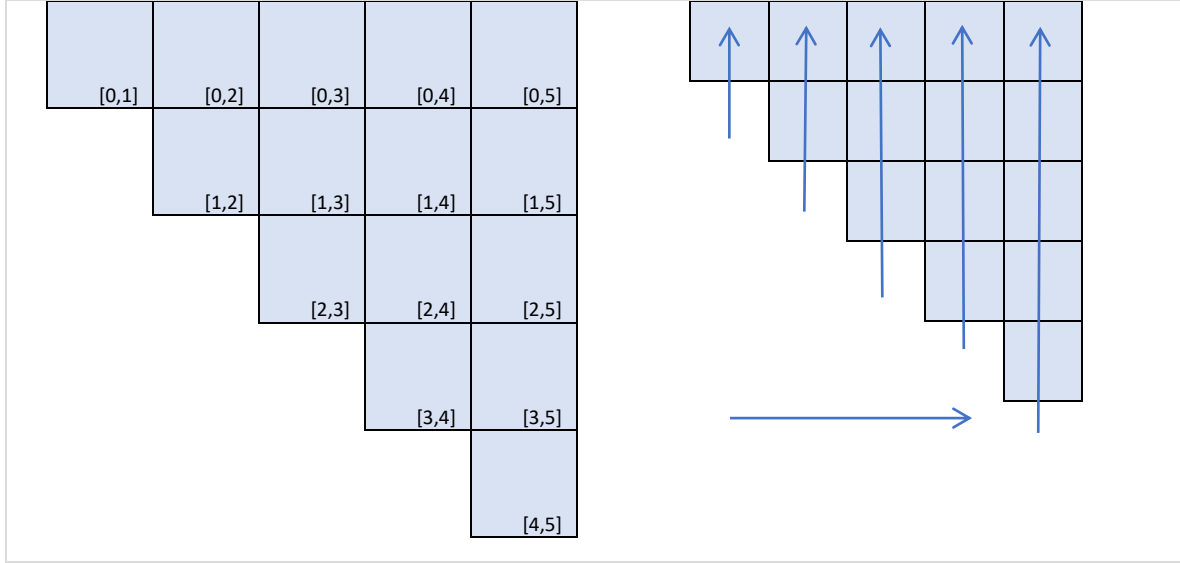 [0,1] [0,2] [0,3] [0,4] [0,5]
[1,2] [1,3] [1,4] [1,5]
[2,3] [2,4] [2,5]
[3,4] [3,5]
[4,5]